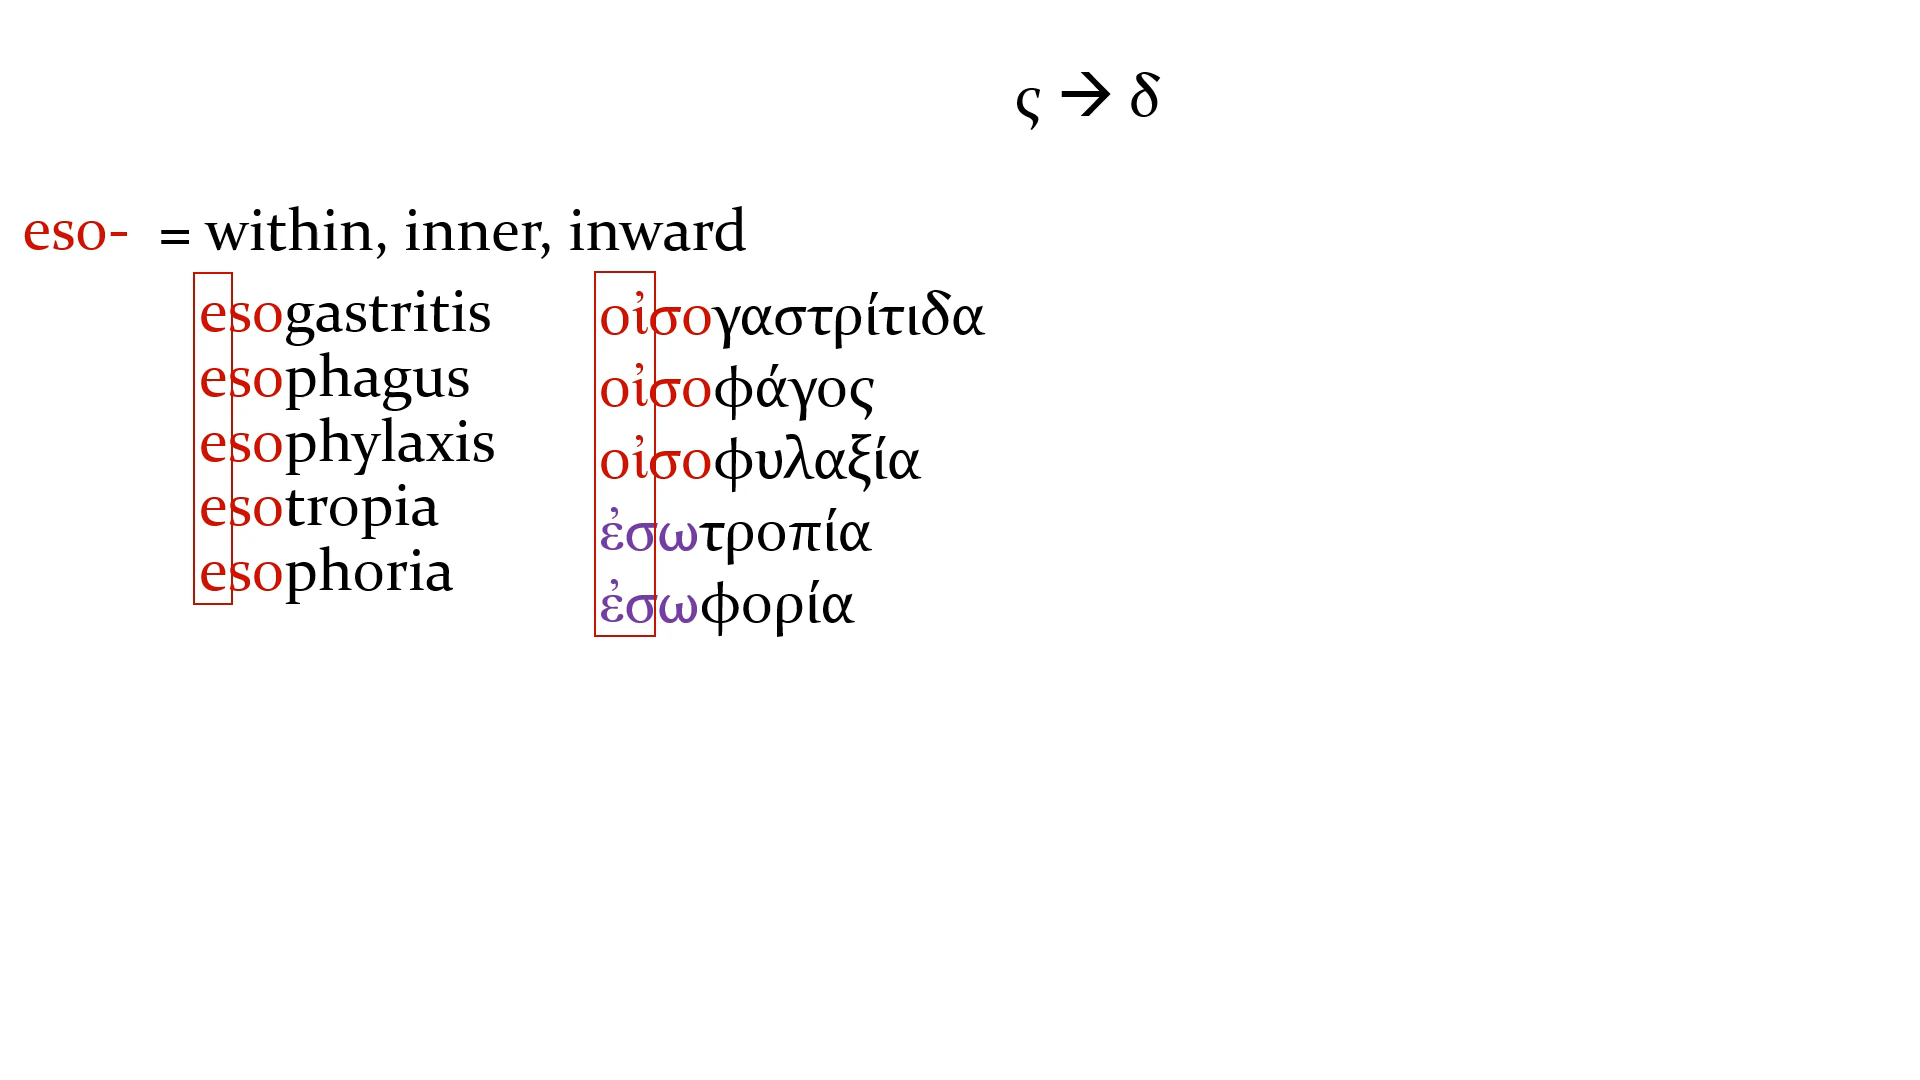 ς → δ
eso- = within, inner, inward
esogastritis
esophagus
esophylaxis
esotropia
esophoria
οἰσογαστρίτιδα
οἰσοφάγος
οἰσοφυλαξία
ἐσωτροπία
ἐσωφορία